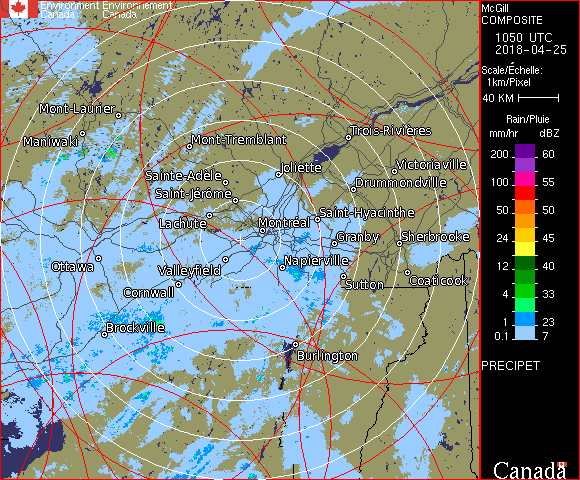 Environment Environnement
Canada Canada
McGill
COMPOSITE
1050 UTC
2018-04-25
Scale/Échelle:
1km/Pixel
40 KM
Rain/Pluie
mm/hr dBZ
200 60
100 55
50 50
24 45
12 40
4 33
1 23
0.1 7
PRECIPET
Canada
Mont-Laurier
Maniwaki
Mont-Tremblant
Trois-Rivières
Sainte-Adèle
Joliette
Victoriaville
Saint-Jérôme
Drummondville
Lachute
Montréal
Saint-Hyacinthe
Granby
Sherbrooke
Ottawa
Valleyfield
Napierville
Cornwall
Sutton
Coaticook
Brockville
Burlington